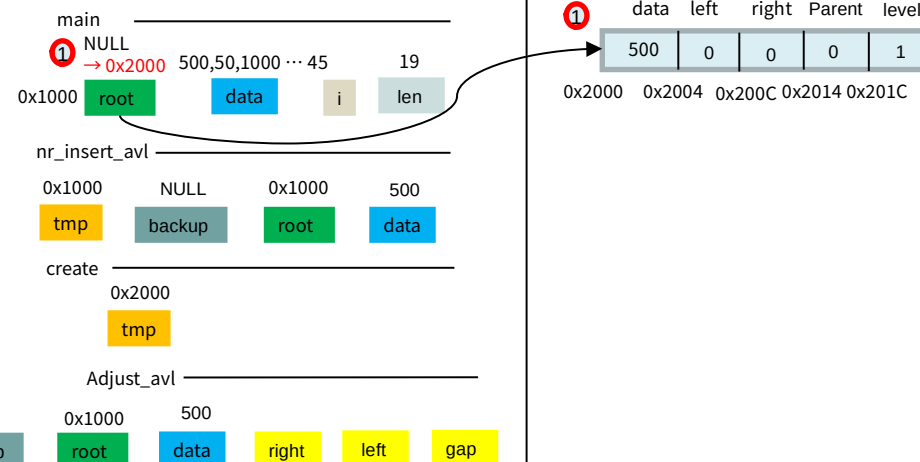 main
1 NULL
→ 0x2000 500,50,1000 ⋯ 45 19
0x1000 root data i len
nr_insert_avl
0x1000 NULL 0x1000 500
tmp backup root data
create
0x2000
tmp
Adjust_avl
0x1000 500
root data right left gap
1 data left right Parent level
500 0 0 0 1
0x2000 0x2004 0x200C 0x2014 0x201C